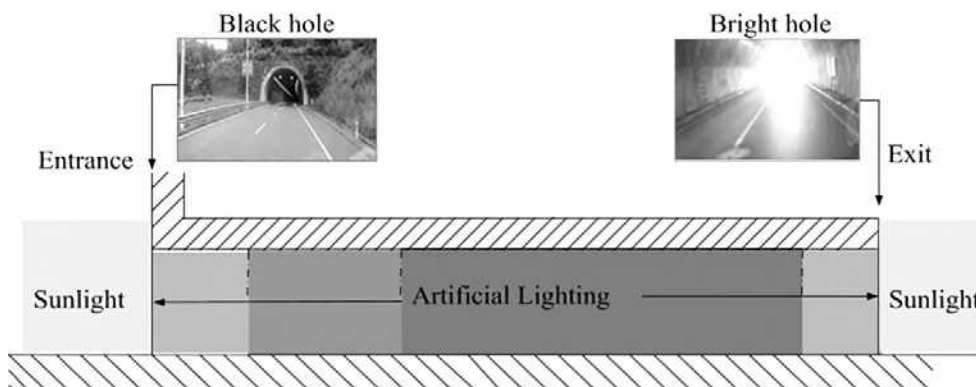 Black hole
Bright hole
Entrance
Exit
Sunlight
Artificial Lighting
Sunlight